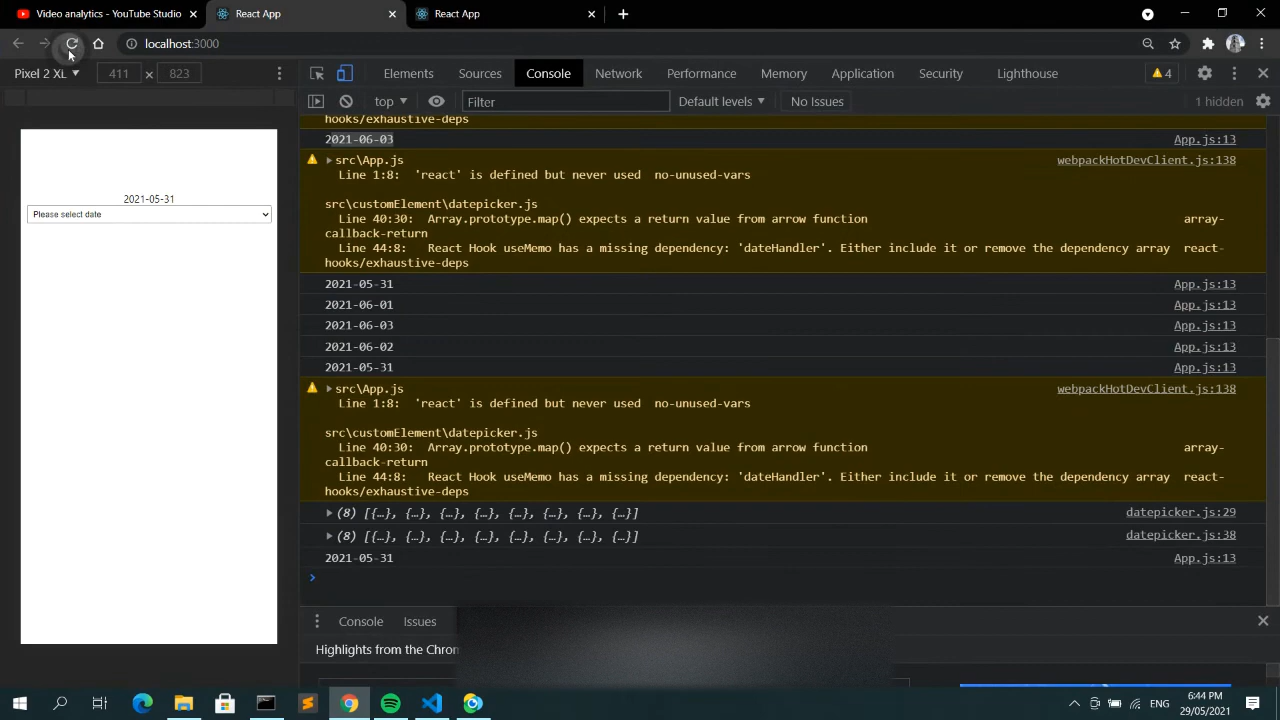 Video analytics - YouTube Studio
React App
React App
localhost:3000
Pixel 2 XL
411
×
823
Elements
Sources
Console
Network
Performance
Memory
Application
Security
Lighthouse
4
top
Filter
Default levels
No Issues
1 hidden
hooks/exhaustive-deps
2021-06-03 App.js:13
src\App.js webpackHotDevClient.js:138
Line 1:8: 'react' is defined but never used no-unused-vars
src\customElement\datepicker.js
Line 40:30: Array.prototype.map() expects a return value from arrow function array-
callback-return
Line 44:8: React Hook useMemo has a missing dependency: 'dateHandler'. Either include it or remove the dependency array react-
hooks/exhaustive-deps
2021-05-31 App.js:13
2021-06-01 App.js:13
2021-06-03 App.js:13
2021-06-02 App.js:13
2021-05-31 App.js:13
src\App.js webpackHotDevClient.js:138
Line 1:8: 'react' is defined but never used no-unused-vars
src\customElement\datepicker.js
Line 40:30: Array.prototype.map() expects a return value from arrow function array-
callback-return
Line 44:8: React Hook useMemo has a missing dependency: 'dateHandler'. Either include it or remove the dependency array react-
hooks/exhaustive-deps
(8) [{…}, {…}, {…}, {…}, {…}, {…}, {…}, {…}] datepicker.js:29
(8) [{…}, {…}, {…}, {…}, {…}, {…}, {…}, {…}] datepicker.js:38
2021-05-31 App.js:13
2021-05-31
Please select date
Console
Issues
Highlights from the Chrom
ENG
6:44 PM
29/05/2021